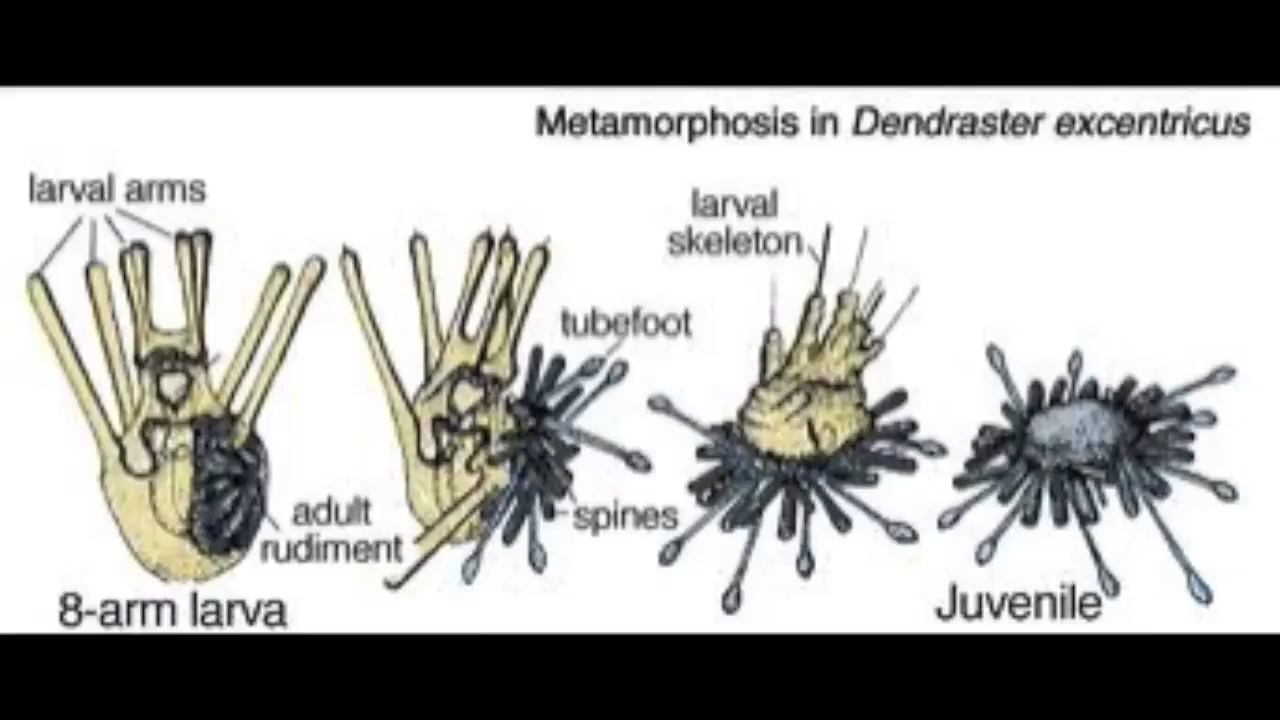 Metamorphosis in Dendraster excentricus
larval arms
larval
skeleton
tubefoot
adult
rudiment
spines
8-arm larva
Juvenile